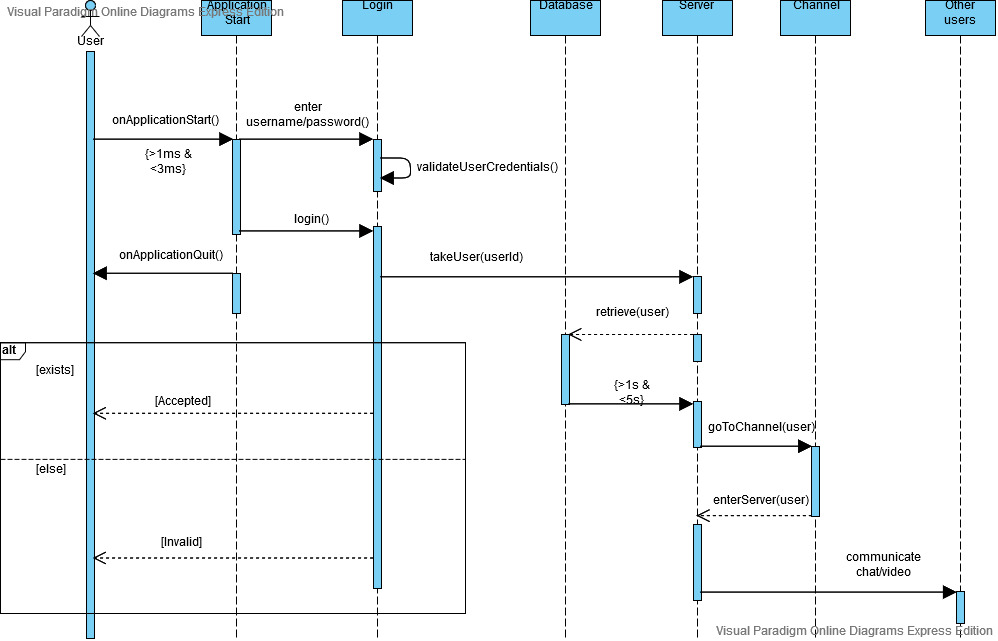 Visual Paradigm Online Diagrams Express Edition
Application
Start
Login
Database
Server
Channel
Other
users
User
onApplicationStart()
{>1ms &
<3ms}
enter
username/password()
validateUserCredentials()
login()
onApplicationQuit()
takeUser(userId)
retrieve(user)
alt
[exists]
{>1s &
<5s}
[Accepted]
goToChannel(user)
[else]
enterServer(user)
[Invalid]
communicate
chat/video
Visual Paradigm Online Diagrams Express Edition